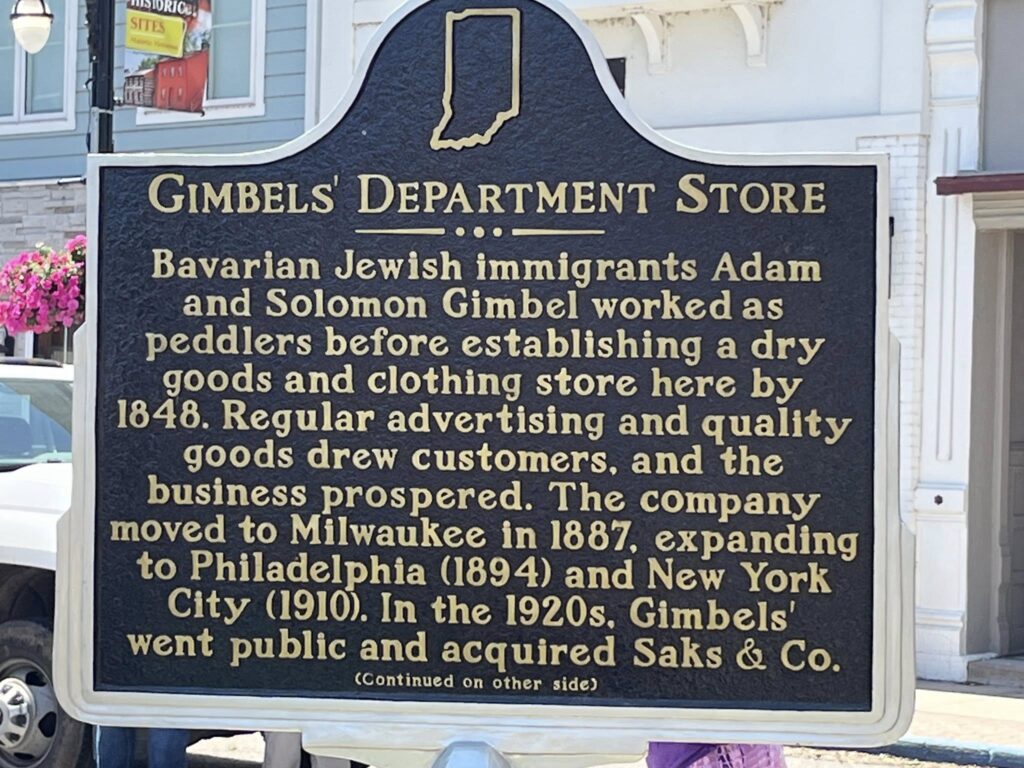 HISTORIC
SITES
GIMBELS' DEPARTMENT STORE
Bavarian Jewish immigrants Adam
and Solomon Gimbel worked as
peddlers before establishing a dry
goods and clothing store here by
1848. Regular advertising and quality
goods drew customers, and the
business prospered. The company
moved to Milwaukee in 1887, expanding
to Philadelphia (1894) and New York
City (1910). In the 1920s, Gimbels'
went public and acquired Saks & Co.
(Continued on other side)